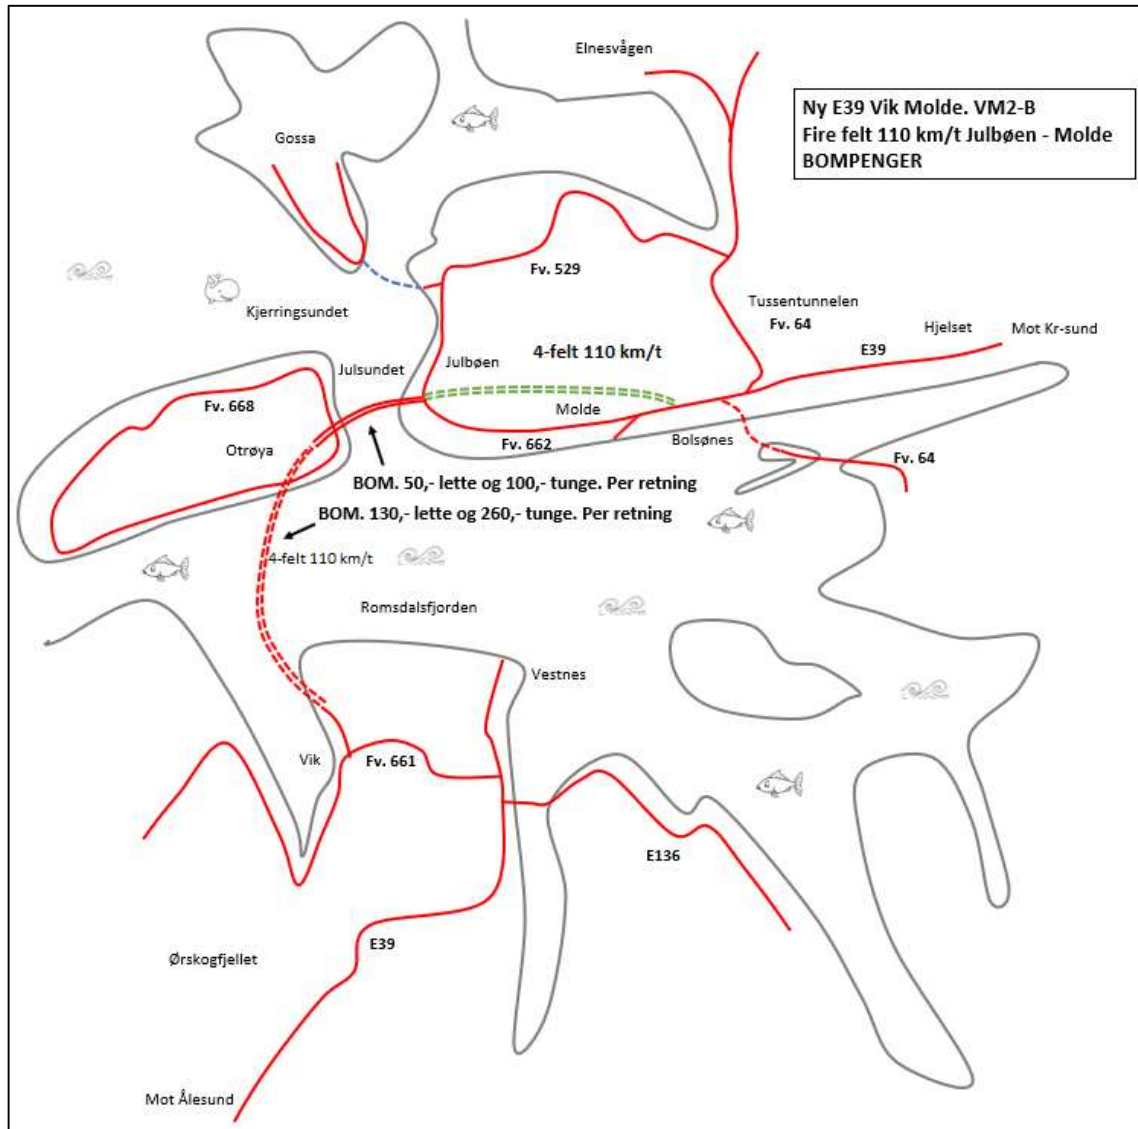 Elnesvågen
Ny E39 Vik Molde. VM2-B
Fire felt 110 km/t Julbøen - Molde
BOMPENGER
Gossa
Fv. 529
Tussentunnelen
Fv. 64
Kjerringsundet
Hjelset
Mot Kr-sund
E39
4-felt 110 km/t
Julbøen
Julsundet
Fv. 668
Molde
Bolsønes
Fv. 662
Otrøya
Fv. 64
BOM. 50,- lette og 100,- tunge. Per retning
BOM. 130,- lette og 260,- tunge. Per retning
4-felt 110 km/t
Romsdalsfjorden
Vestnes
Vik
Fv. 661
E136
E39
Ørskogfjellet
Mot Ålesund